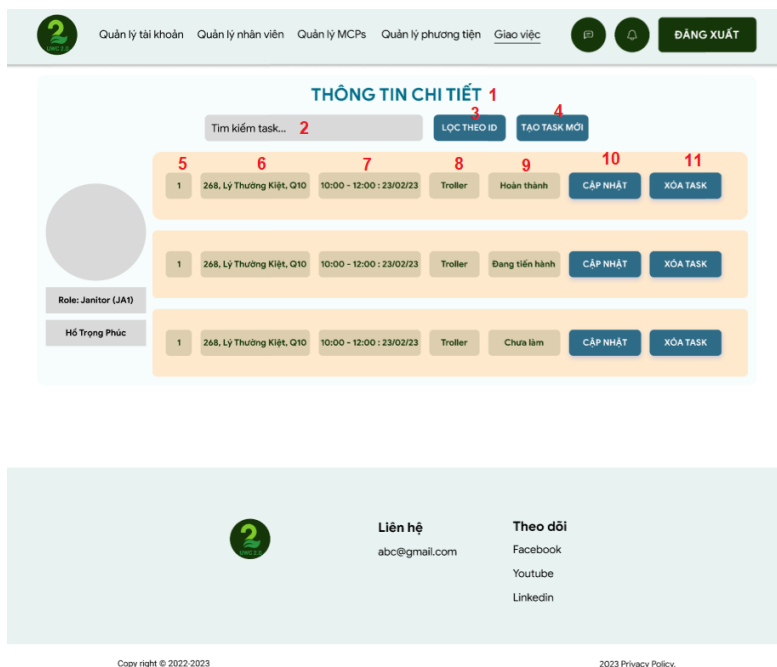 UWC 2.0 Quản lý tài khoản Quản lý nhân viên Quản lý MCPs Quản lý phương tiện Giao việc ĐĂNG XUẤT
THÔNG TIN CHI TIẾT 1
3 4
Tìm kiếm task... 2 LỌC THEO ID TẠO TASK MỚI
5 6 7 8 9 10 11
1 268, Lý Thường Kiệt, Q10 10:00 - 12:00 : 23/02/23 Troller Hoàn thành CẬP NHẬT XÓA TASK
1 268, Lý Thường Kiệt, Q10 10:00 - 12:00 : 23/02/23 Troller Đang tiến hành CẬP NHẬT XÓA TASK
Role: Janitor (JA1)
Hồ Trọng Phúc
1 268, Lý Thường Kiệt, Q10 10:00 - 12:00 : 23/02/23 Troller Chưa làm CẬP NHẬT XÓA TASK
UWC 2.0
Liên hệ Theo dõi
abc@gmail.com Facebook
Youtube
Linkedin
Copy right © 2022-2023 2023 Privacy Policy.